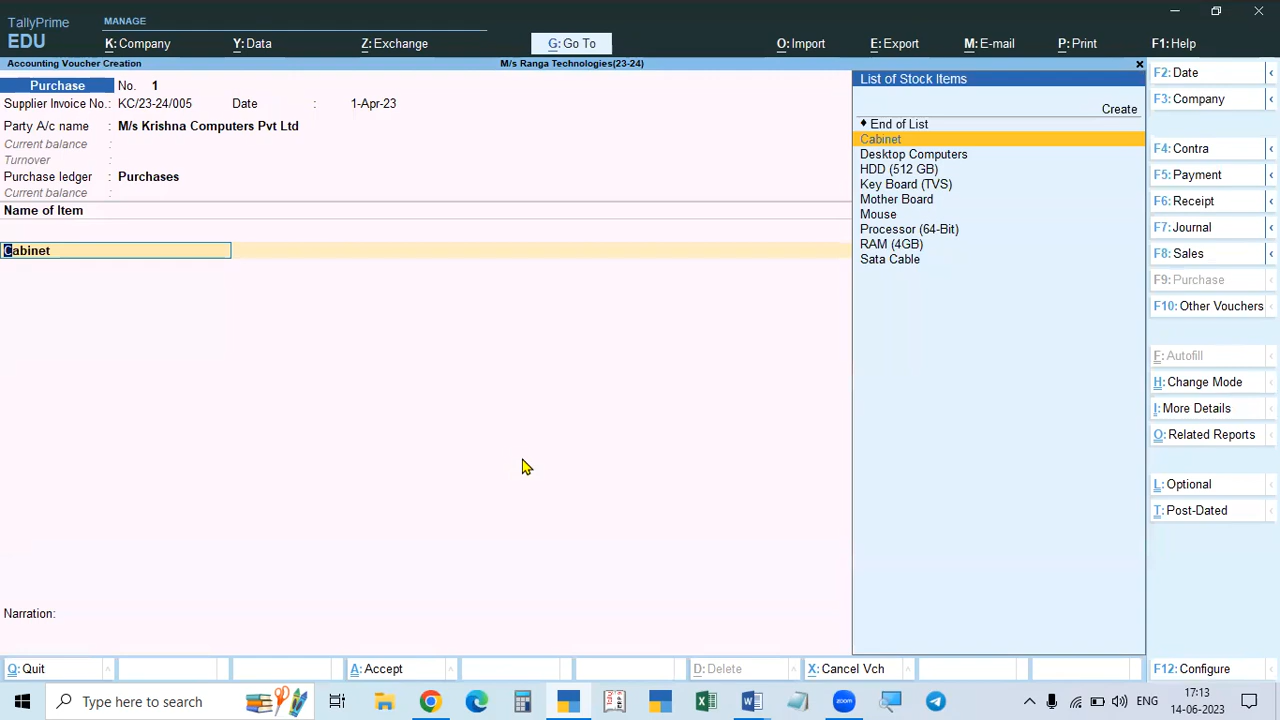 TallyPrime
EDU
MANAGE
K: Company
Y: Data
Z: Exchange
G: Go To
O: Import
E: Export
M: E-mail
P: Print
F1: Help
Accounting Voucher Creation
M/s Ranga Technologies(23-24)
×
Purchase
No. 1
Supplier Invoice No.: KC/23-24/005 Date : 1-Apr-23
Party A/c name : M/s Krishna Computers Pvt Ltd
Current balance :
Turnover :
Purchase ledger : Purchases
Current balance :
Name of Item
Cabinet
Narration:
List of Stock Items
Create
♦ End of List
Cabinet
Desktop Computers
HDD (512 GB)
Key Board (TVS)
Mother Board
Mouse
Processor (64-Bit)
RAM (4GB)
Sata Cable
F2: Date
F3: Company
F4: Contra
F5: Payment
F6: Receipt
F7: Journal
F8: Sales
F9: Purchase
F10: Other Vouchers
F: Autofill
H: Change Mode
I: More Details
O: Related Reports
L: Optional
T: Post-Dated
Q: Quit
A: Accept
D: Delete
X: Cancel Vch
F12: Configure
Type here to search
zoom
ENG
17:13
14-06-2023